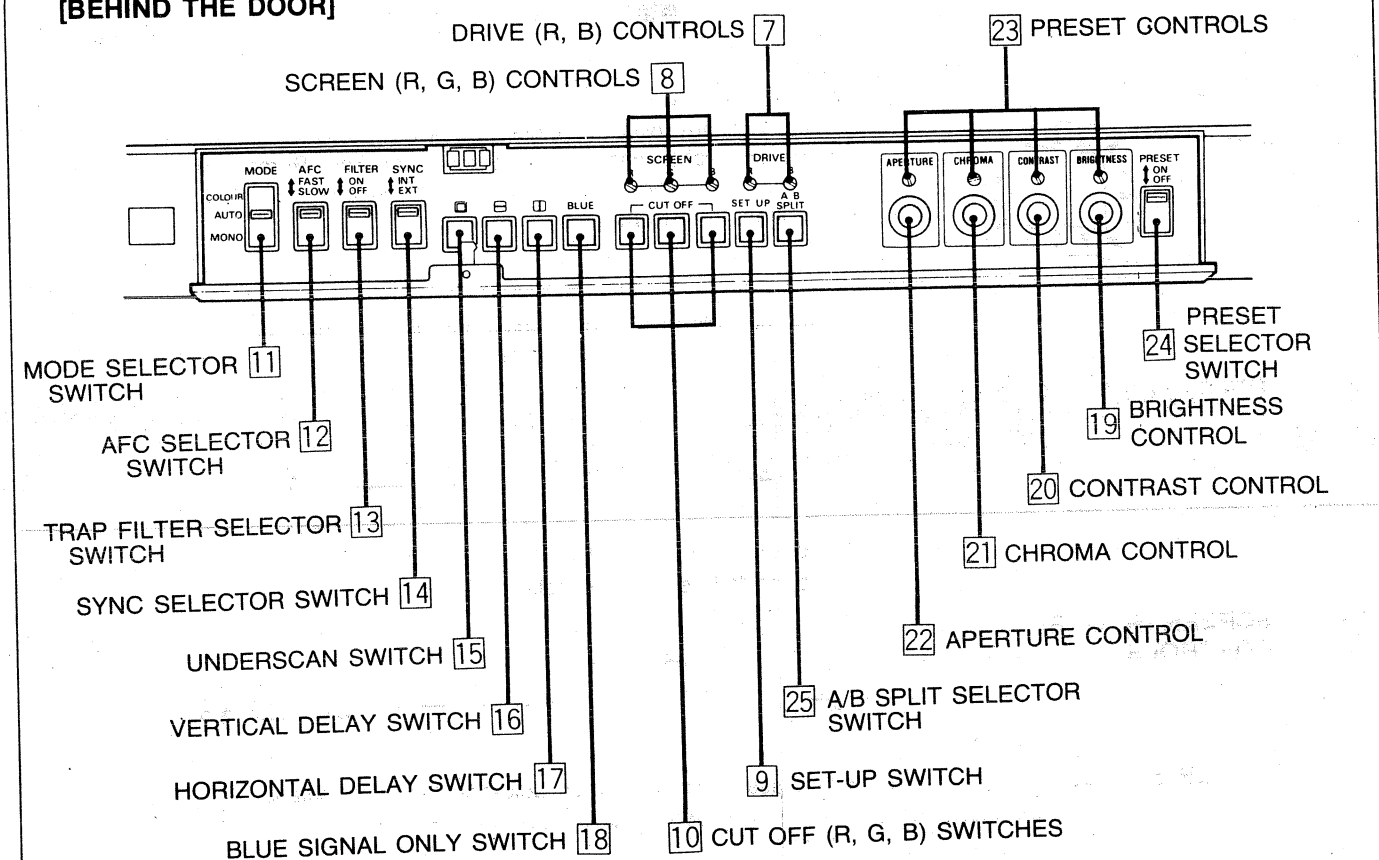 [BEHIND THE DOOR]
DRIVE (R, B) CONTROLS 7
23 PRESET CONTROLS
SCREEN (R, G, B) CONTROLS 8
MODE
COLOUR
AUTO
MONO
AFC
FAST
SLOW
FILTER
ON
OFF
SYNC
INT
EXT
BLUE
SCREEN
R G B
CUT OFF
DRIVE
R B
SET UP
A B
SPLIT
APERTURE
CHROMA
CONTRAST
BRIGHTNESS
PRESET
ON
OFF
MODE SELECTOR 11
SWITCH
AFC SELECTOR 12
SWITCH
TRAP FILTER SELECTOR 13
SWITCH
SYNC SELECTOR SWITCH 14
UNDERSCAN SWITCH 15
VERTICAL DELAY SWITCH 16
HORIZONTAL DELAY SWITCH 17
BLUE SIGNAL ONLY SWITCH 18
10 CUT OFF (R, G, B) SWITCHES
9 SET-UP SWITCH
25 A/B SPLIT SELECTOR
SWITCH
22 APERTURE CONTROL
21 CHROMA CONTROL
20 CONTRAST CONTROL
19 BRIGHTNESS
CONTROL
PRESET
24 SELECTOR
SWITCH